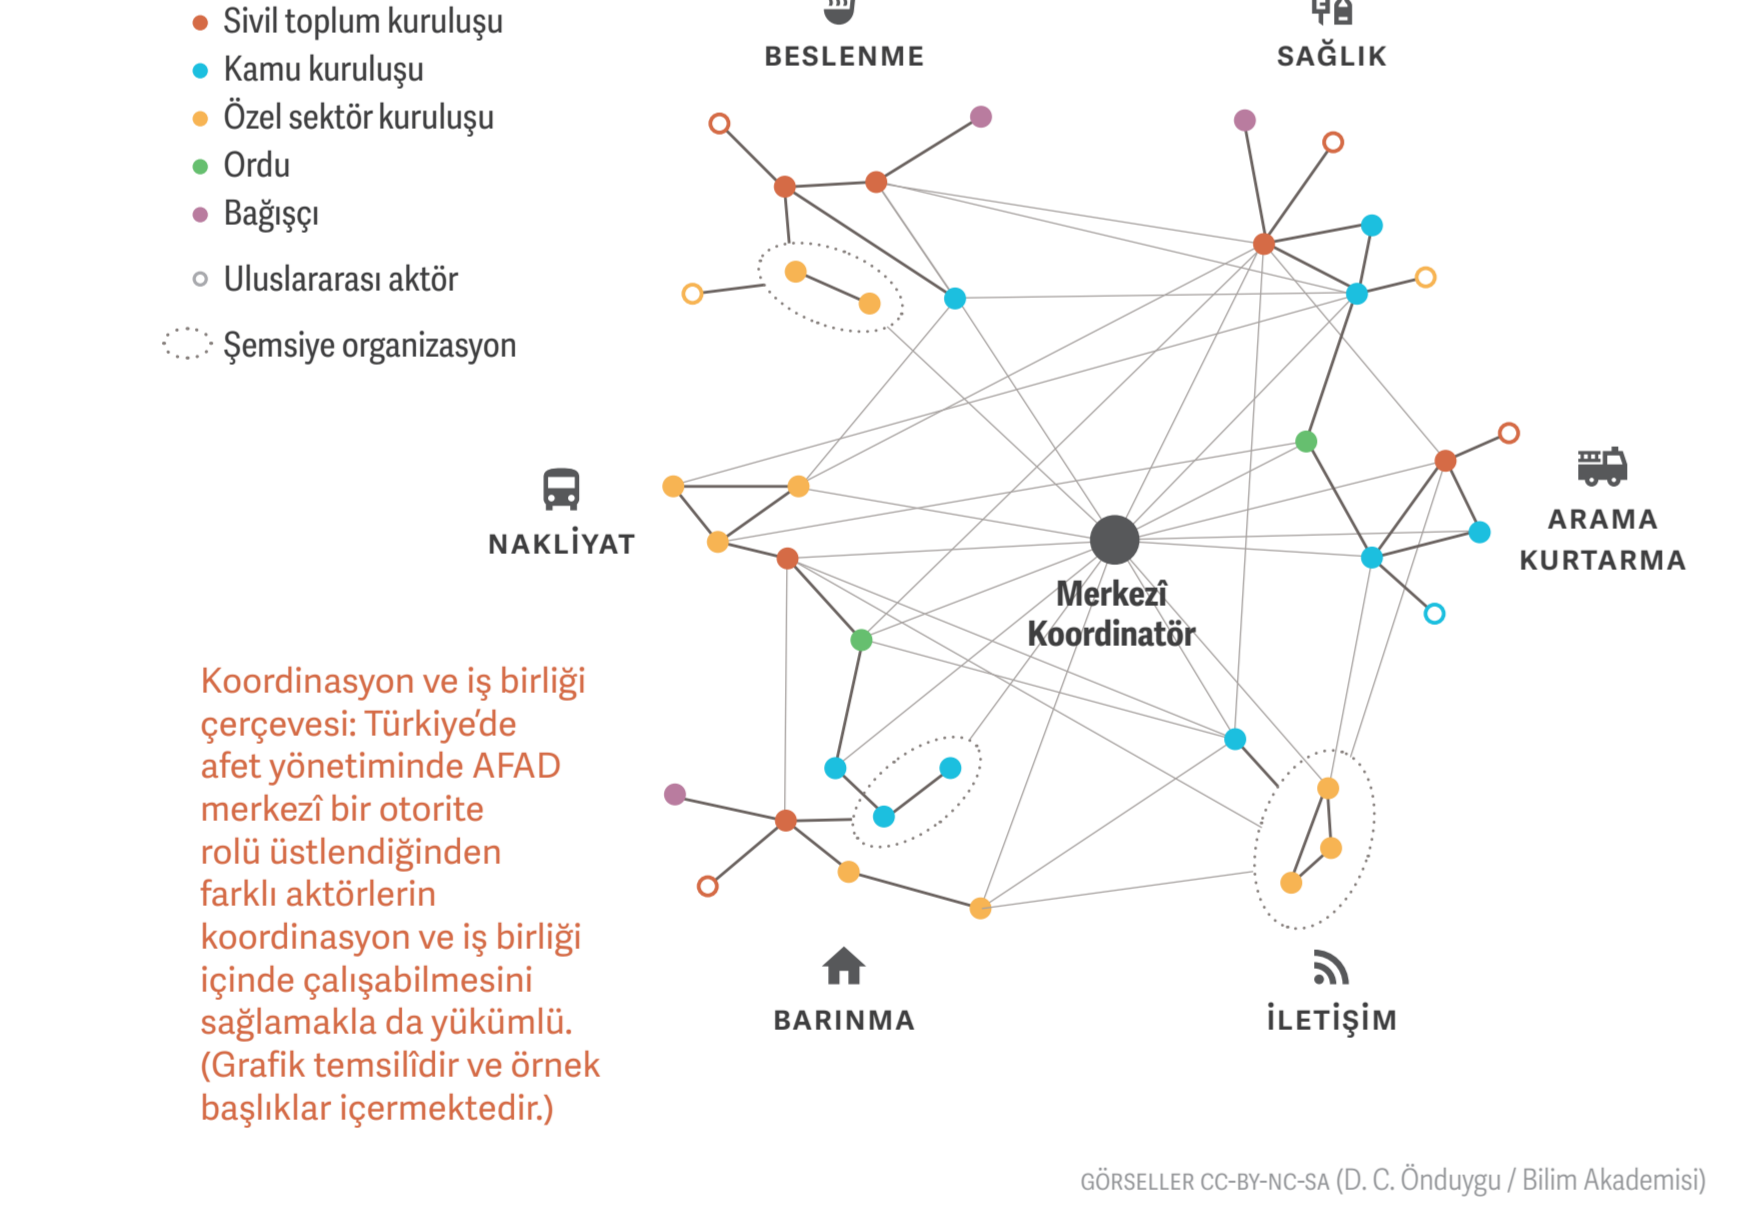 Sivil toplum kuruluşu
Kamu kuruluşu
Özel sektör kuruluşu
Ordu
Bağışçı
Uluslararası aktör
Şemsiye organizasyon
BESLENME
SAĞLIK
NAKLİYAT
ARAMA
KURTARMA
Merkezî
Koordinatör
Koordinasyon ve iş birliği
çerçevesi: Türkiye’de
afet yönetiminde AFAD
merkezî bir otorite
rolü üstlendiğinden
farklı aktörlerin
koordinasyon ve iş birliği
içinde çalışabilmesini
sağlamakla da yükümlü.
(Grafik temsilîdir ve örnek
başlıklar içermektedir.)
BARINMA
İLETİŞİM
GÖRSELLER CC-BY-NC-SA (D. C. Önduygu / Bilim Akademisi)